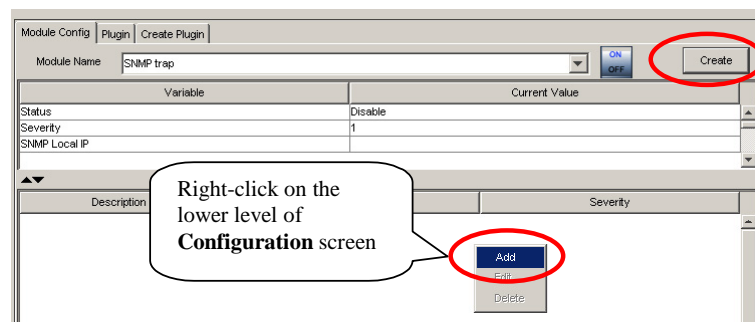 Module Config Plugin Create Plugin
Module Name SNMP trap ON OFF Create
Variable Current Value
Status Disable
Severity 1
SNMP Local IP
Description Severity
Right-click on the
lower level of
Configuration screen
Add
Edit
Delete